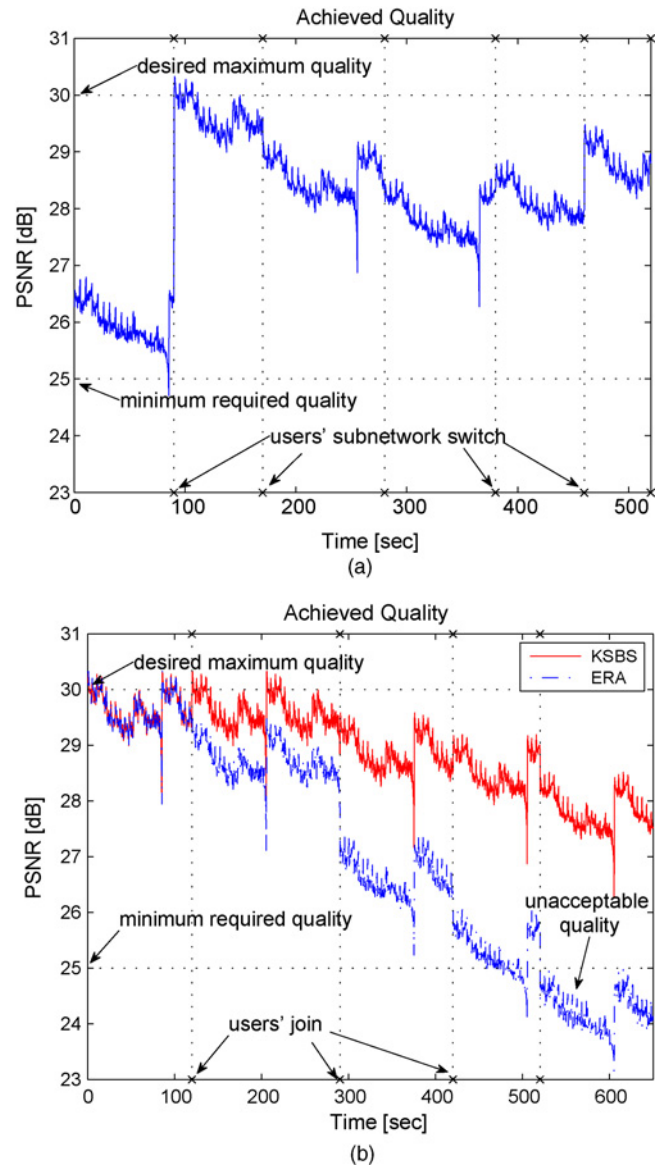 Achieved Quality
31
desired maximum quality
30
29
28
27
26
25
minimum required quality
24
users' subnetwork switch
23
PSNR [dB]
0 100 200 300 400 500
Time [sec]
(a)
Achieved Quality
31
desired maximum quality
KSBS
ERA
30
29
28
27
26
unacceptable
quality
minimum required quality
25
24
users' join
23
PSNR [dB]
0 100 200 300 400 500 600
Time [sec]
(b)